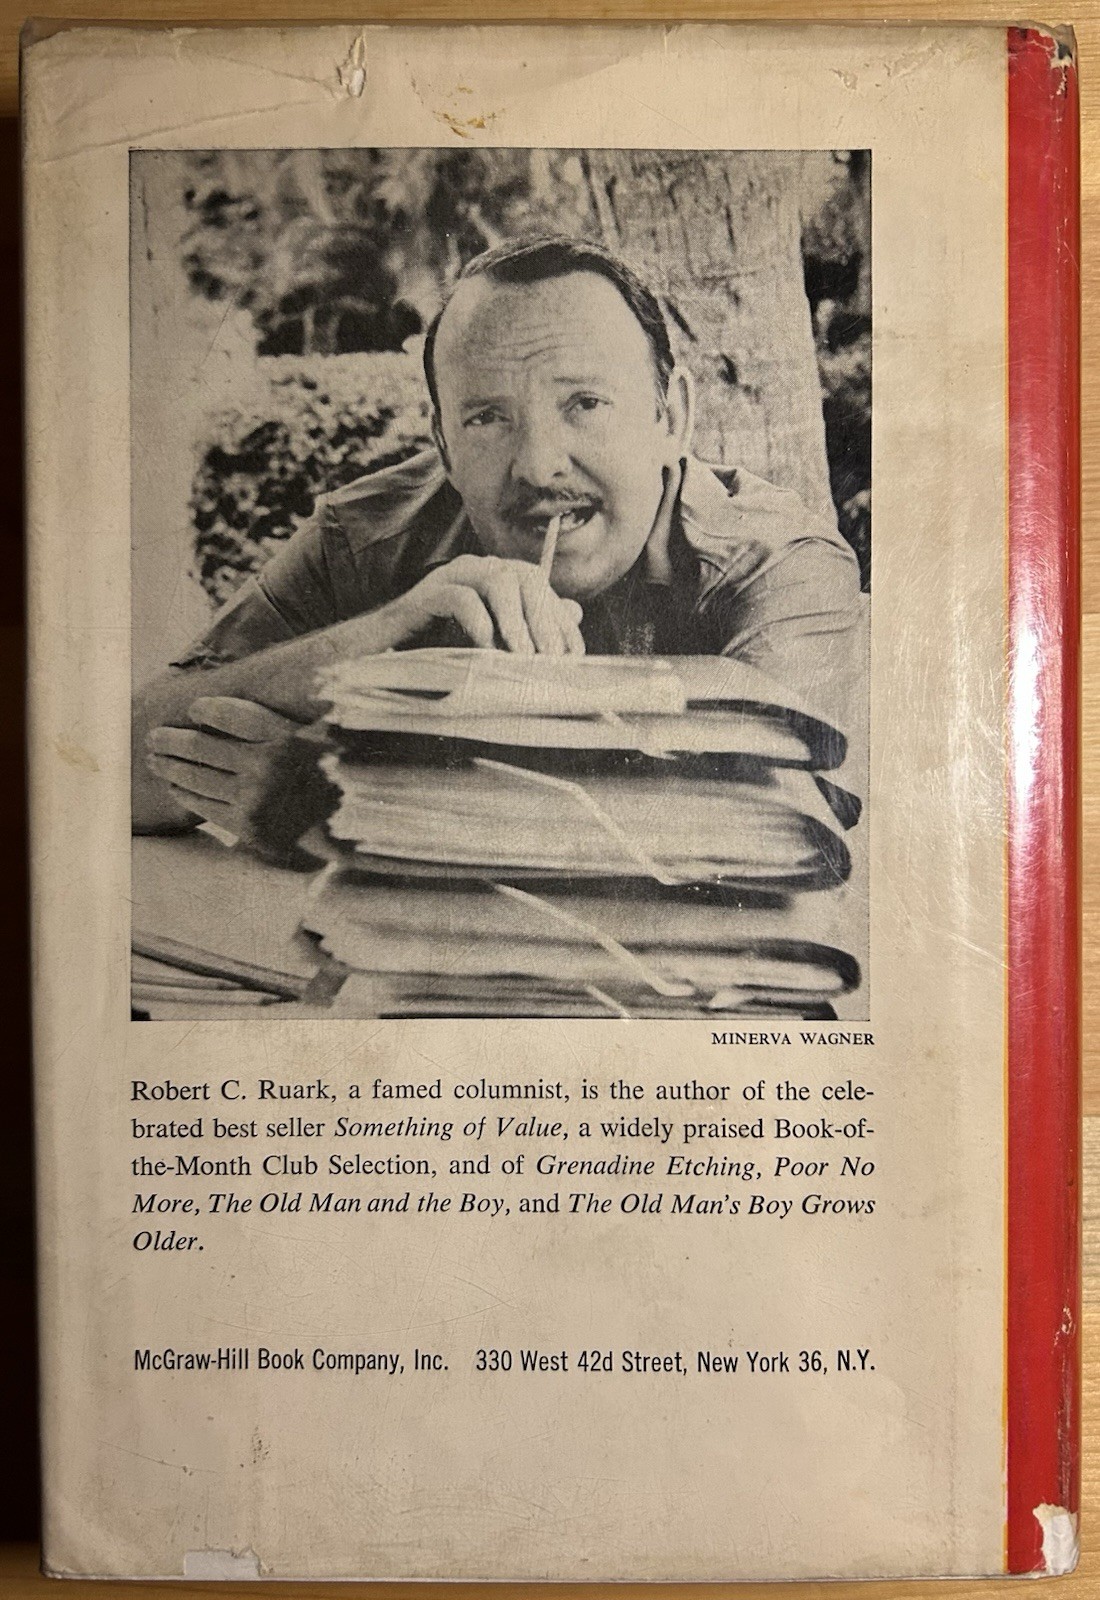 MINERVA WAGNER
Robert C. Ruark, a famed columnist, is the author of the cele-
brated best seller Something of Value, a widely praised Book-of-
the-Month Club Selection, and of Grenadine Etching, Poor No
More, The Old Man and the Boy, and The Old Man's Boy Grows
Older.
McGraw-Hill Book Company, Inc. 330 West 42d Street, New York 36, N.Y.